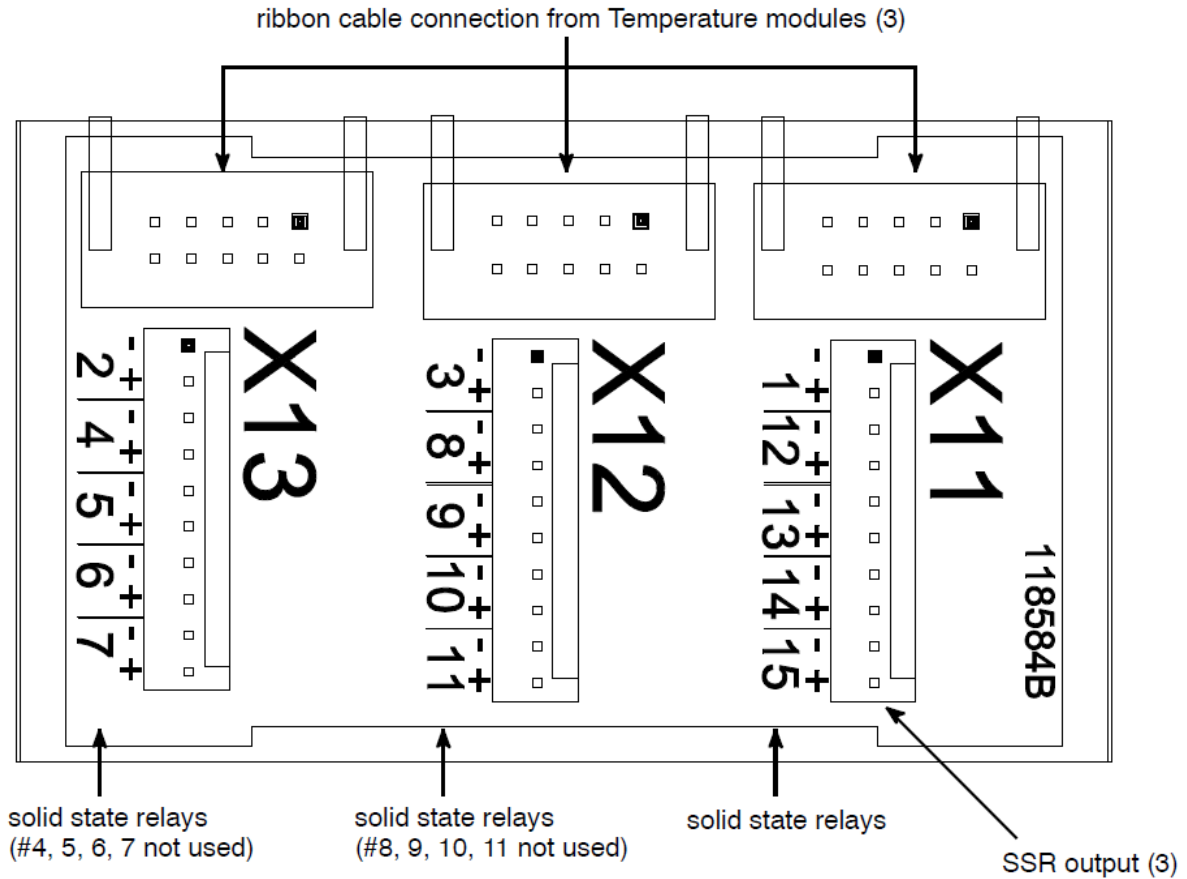 ribbon cable connection from Temperature modules (3)
X13
- 2 +
- 4 +
- 5 +
- 6 +
- 7 +
X12
- 3 +
- 8 +
- 9 +
- 10 +
- 11 +
X11
- 1 +
- 12 +
- 13 +
- 14 +
- 15 +
118584B
solid state relays
(#4, 5, 6, 7 not used)
solid state relays
(#8, 9, 10, 11 not used)
solid state relays
SSR output (3)